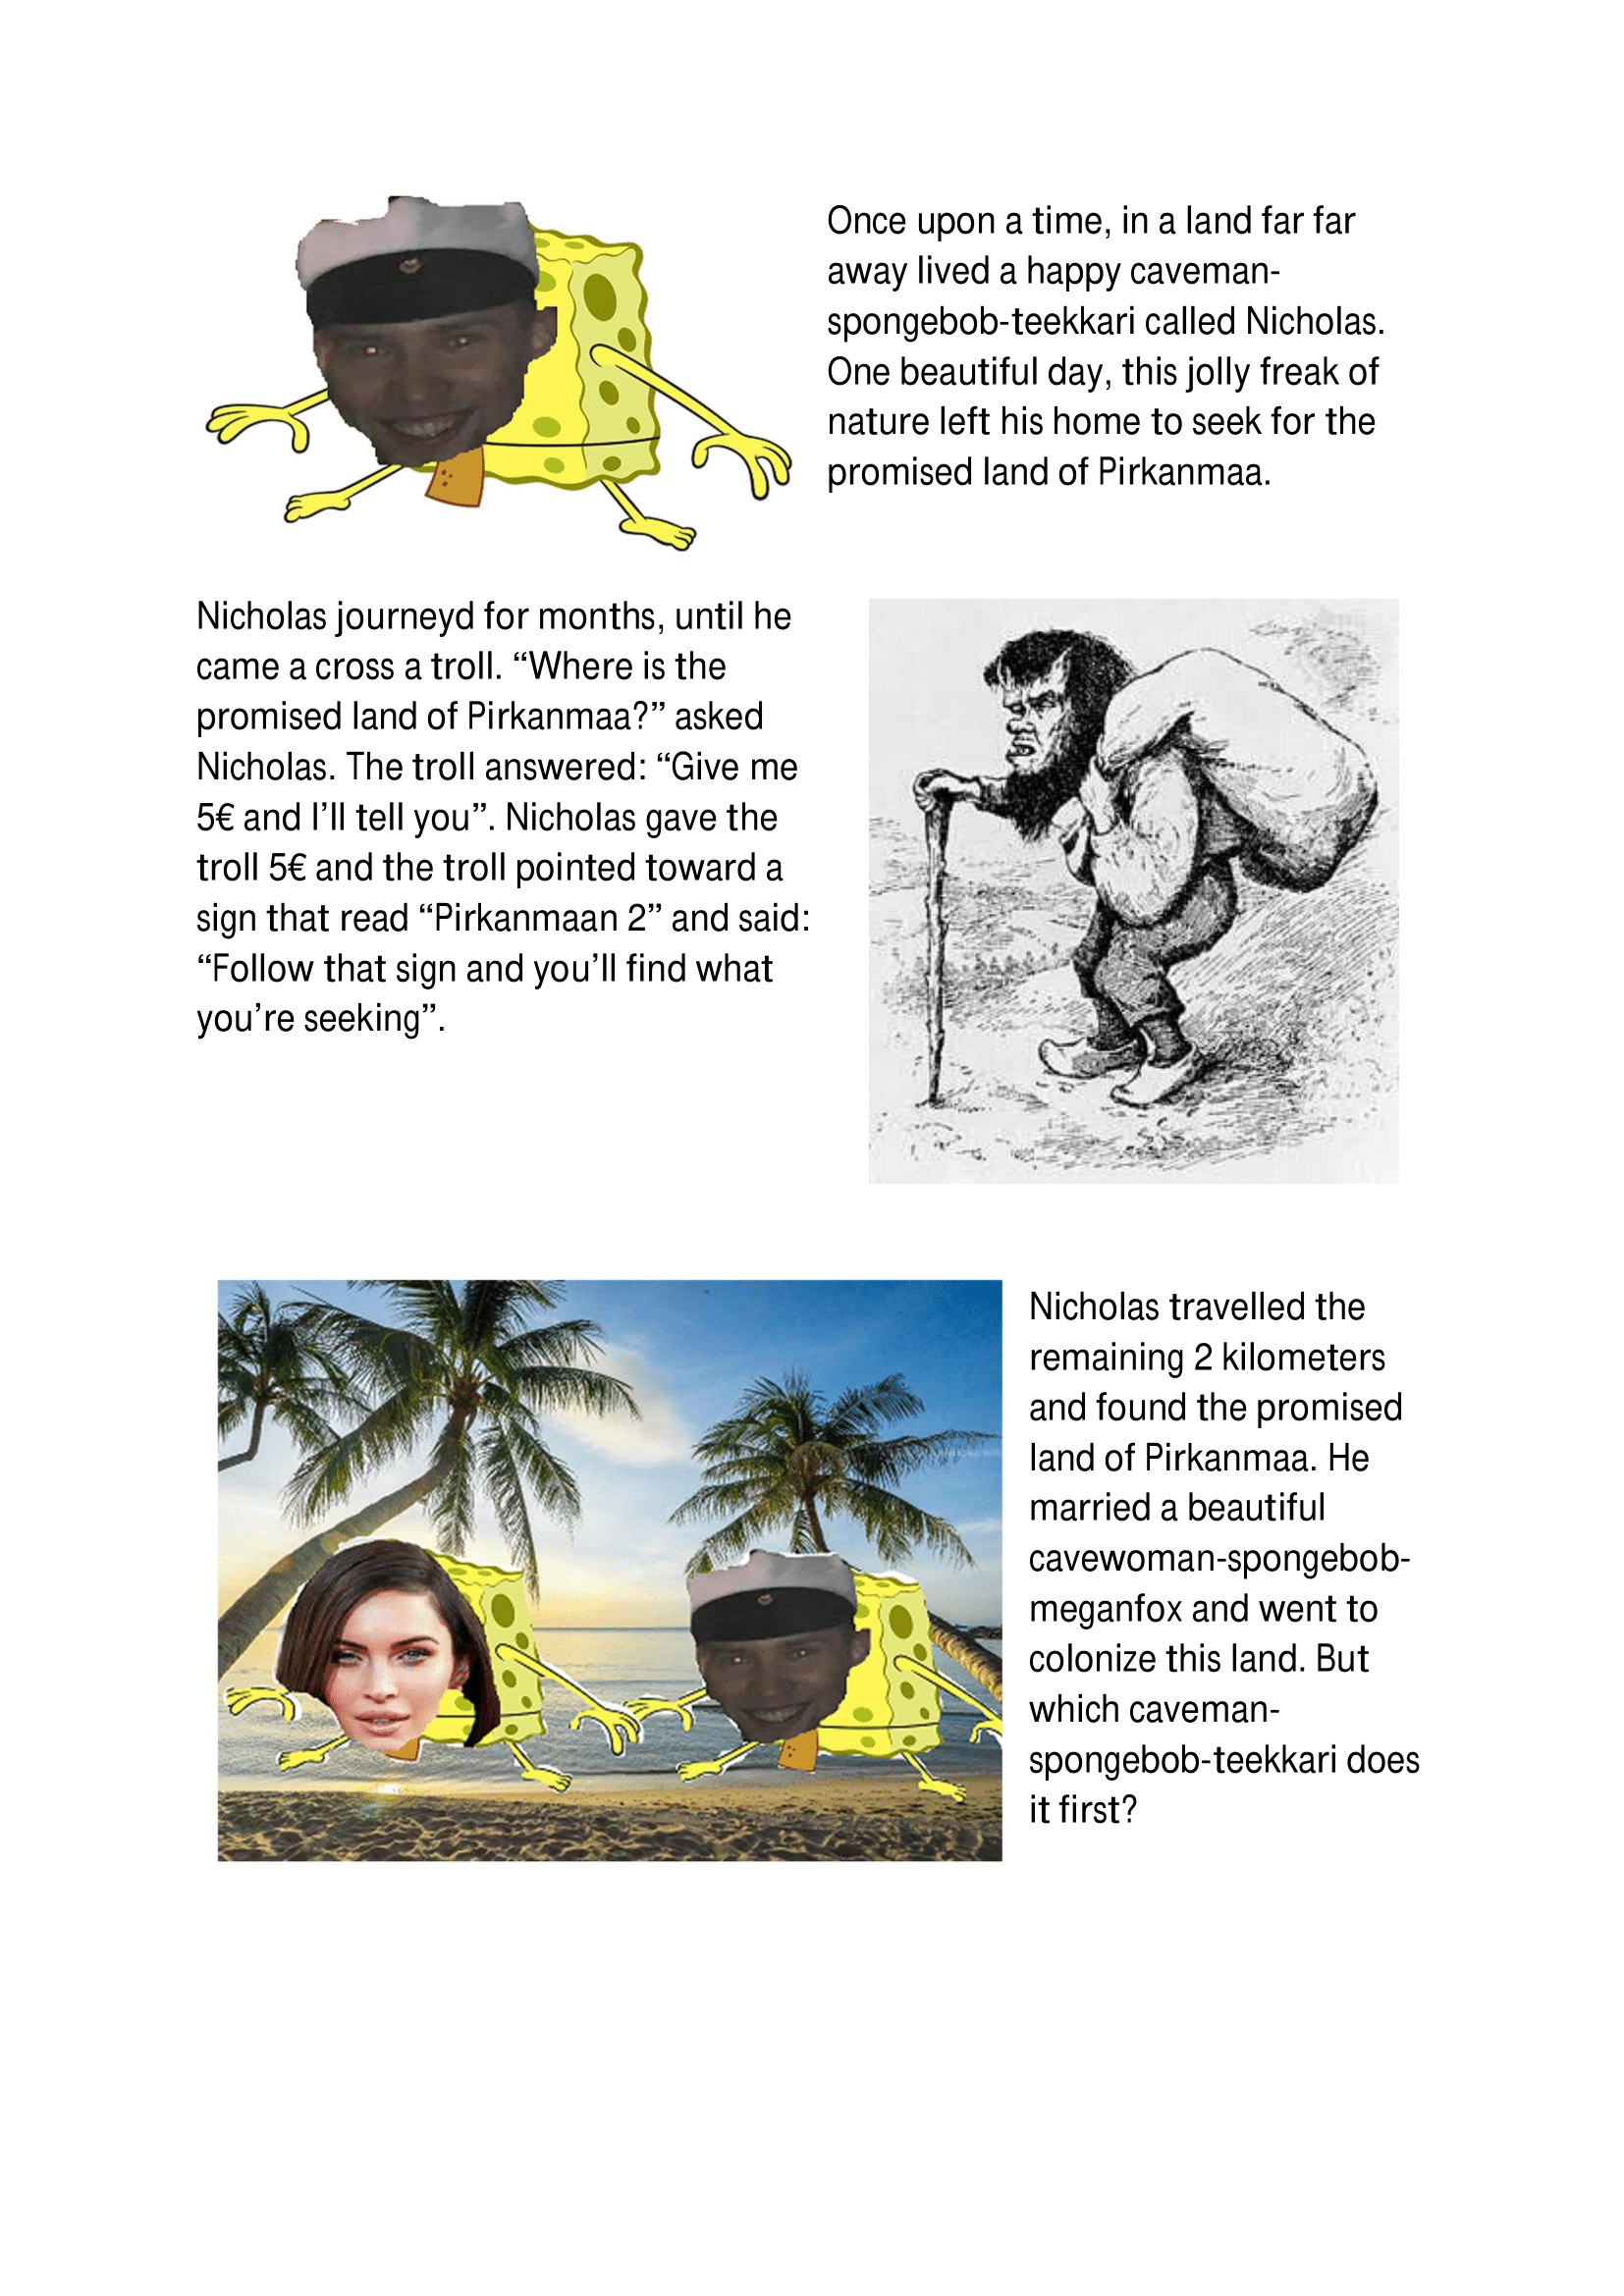 Once upon a time, in a land far far
away lived a happy caveman-
spongebob-teekkari called Nicholas.
One beautiful day, this jolly freak of
nature left his home to seek for the
promised land of Pirkanmaa.
Nicholas journeyd for months, until he
came a cross a troll. “Where is the
promised land of Pirkanmaa?” asked
Nicholas. The troll answered: “Give me
5€ and I’ll tell you”. Nicholas gave the
troll 5€ and the troll pointed toward a
sign that read “Pirkanmaan 2” and said:
“Follow that sign and you’ll find what
you’re seeking”.
Nicholas travelled the
remaining 2 kilometers
and found the promised
land of Pirkanmaa. He
married a beautiful
cavewoman-spongebob-
meganfox and went to
colonize this land. But
which caveman-
spongebob-teekkari does
it first?